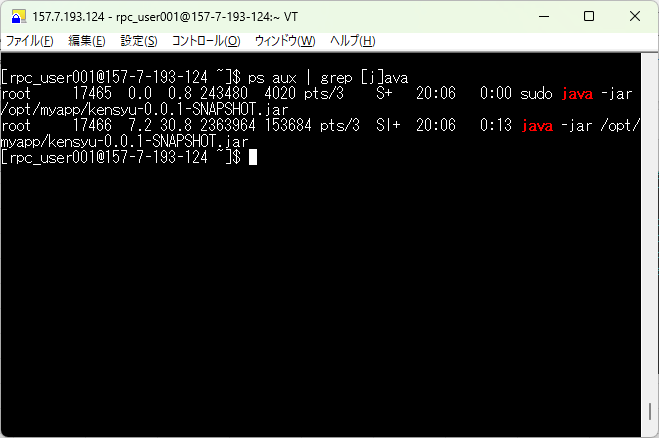 157.7.193.124 - rpc_user001@157-7-193-124:~ VT
ファイル(F) 編集(E) 設定(S) コントロール(O) ウィンドウ(W) ヘルプ(H)
[rpc_user001@157-7-193-124 ~]$ ps aux | grep [j]ava
root     17465  0.0  0.8 243480  4020 pts/3    S+   20:06   0:00 sudo java -jar
/opt/myapp/kensyu-0.0.1-SNAPSHOT.jar
root     17466  7.2 30.8 2363964 153684 pts/3  Sl+  20:06   0:13 java -jar /opt/
myapp/kensyu-0.0.1-SNAPSHOT.jar
[rpc_user001@157-7-193-124 ~]$